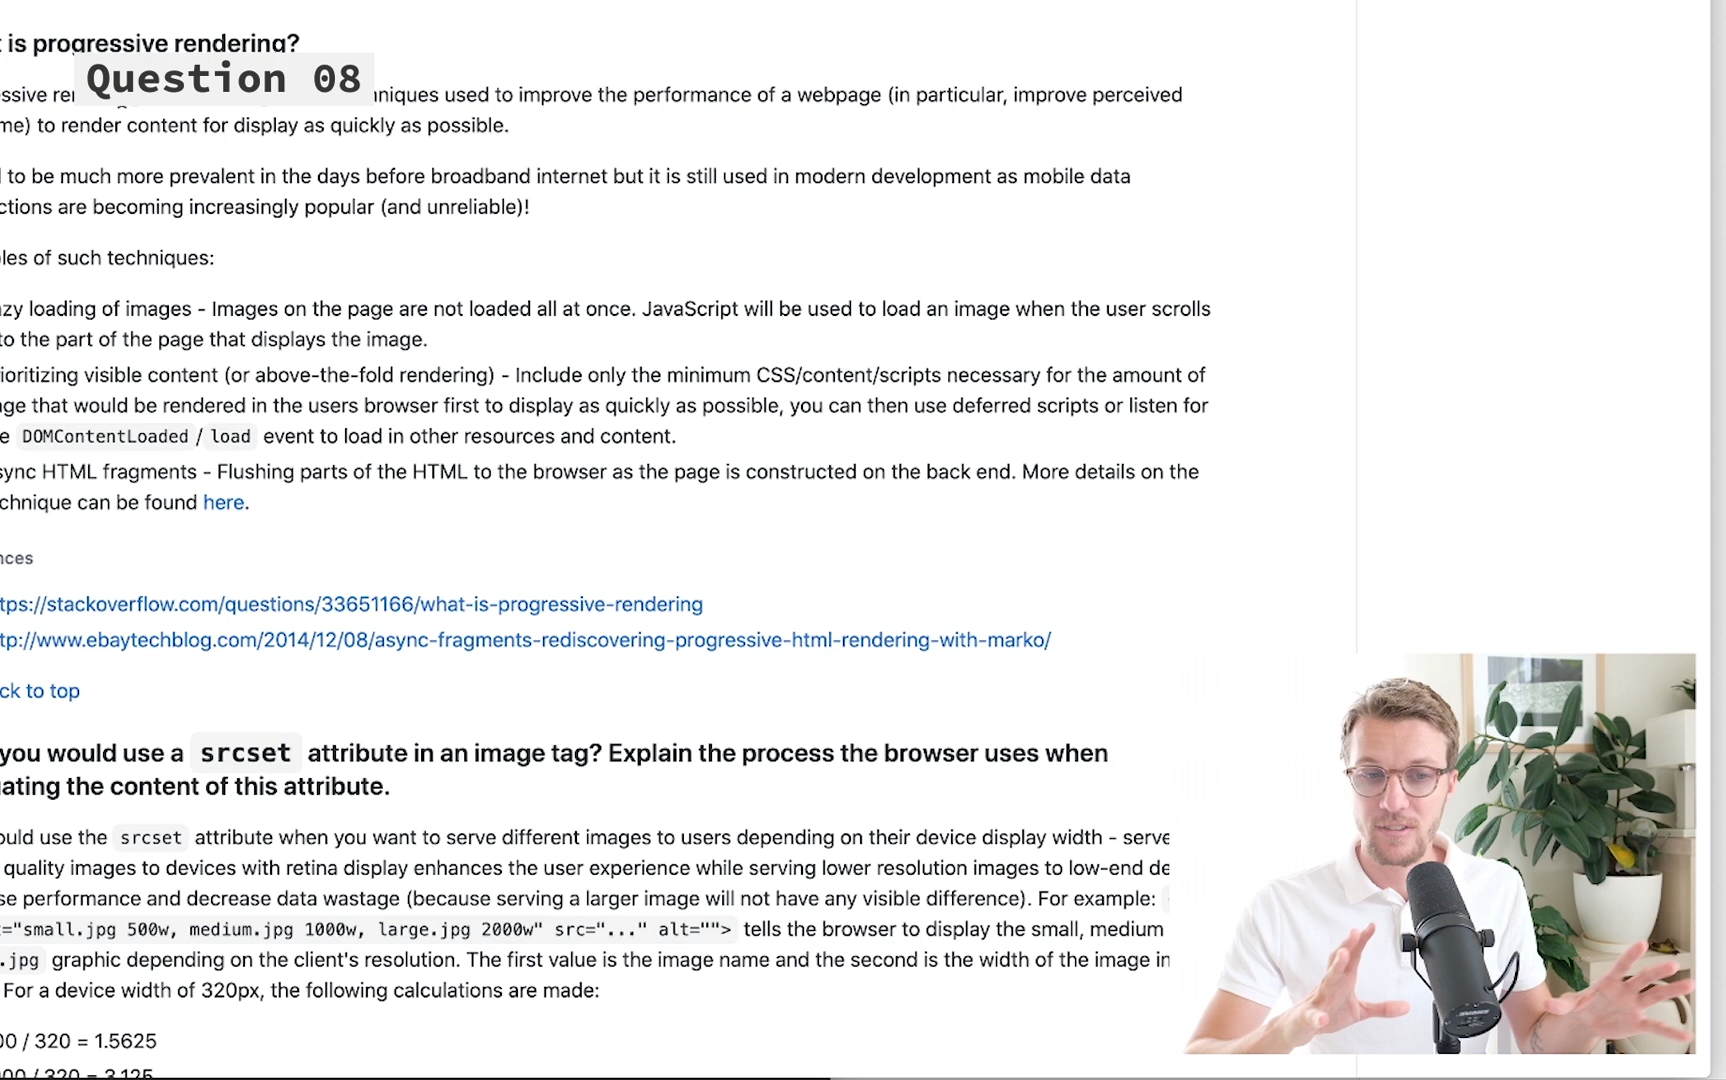 is progressive rendering?
Question 08
niques used to improve the performance of a webpage (in particular, improve perceived
to render content for display as quickly as possible.
to be much more prevalent in the days before broadband internet but it is still used in modern development as mobile data
are becoming increasingly popular (and unreliable)!
of such techniques:
loading of images - Images on the page are not loaded all at once. JavaScript will be used to load an image when the user scrolls
to the part of the page that displays the image.
visible content (or above-the-fold rendering) - Include only the minimum CSS/content/scripts necessary for the amount of
that would be rendered in the users browser first to display as quickly as possible, you can then use deferred scripts or listen for
DOMContentLoaded / load event to load in other resources and content.
HTML fragments - Flushing parts of the HTML to the browser as the page is constructed on the back end. More details on the
can be found here.
tps://stackoverflow.com/questions/33651166/what-is-progressive-rendering
tp://www.ebaytechblog.com/2014/12/08/async-fragments-rediscovering-progressive-html-rendering-with-marko/
ck to top
you would use a srcset attribute in an image tag? Explain the process the browser uses when
ating the content of this attribute.
ould use the srcset attribute when you want to serve different images to users depending on their device display width - serve
quality images to devices with retina display enhances the user experience while serving lower resolution images to low-end de
se performance and decrease data wastage (because serving a larger image will not have any visible difference). For example:
="small.jpg 500w, medium.jpg 1000w, large.jpg 2000w" src="..." alt=""> tells the browser to display the small, medium
.jpg graphic depending on the client's resolution. The first value is the image name and the second is the width of the image in
For a device width of 320px, the following calculations are made:
00 / 320 = 1.5625
00 / 320 = 3.125